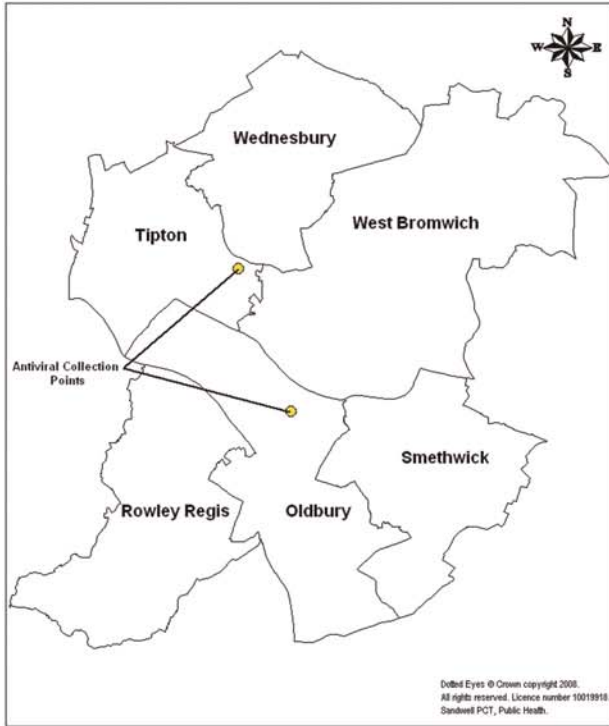 N
W E
S
Wednesbury
West Bromwich
Tipton
Antiviral Collection
Points
Smethwick
Rowley Regis
Oldbury
Dotted Eyes © Crown copyright 2008.
All rights reserved. Licence number 10019918.
Sandwell PCT, Public Health.